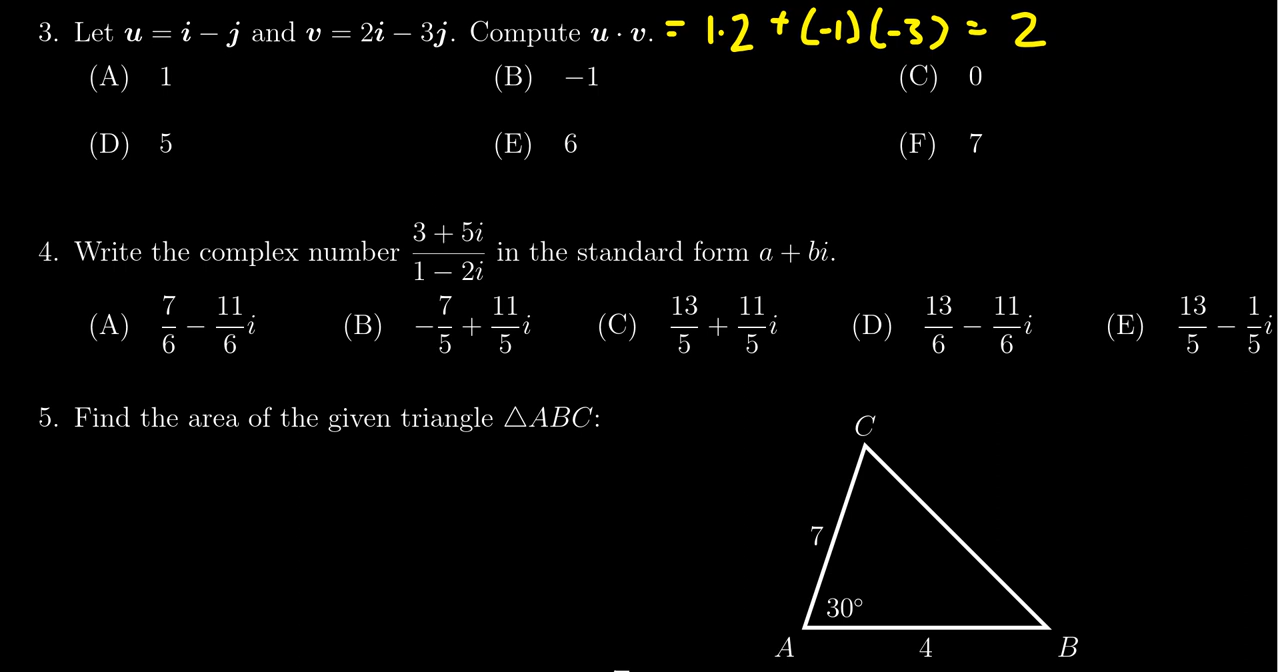 3. Let u = i − j and v = 2i − 3j. Compute u · v. = 1·2 + (-1)(-3) = 2
(A) 1 (B) −1 (C) 0
(D) 5 (E) 6 (F) 7
4. Write the complex number (3 + 5i)/(1 − 2i) in the standard form a + bi.
(A) 7/6 − 11/6 i (B) −7/5 + 11/5 i (C) 13/5 + 11/5 i (D) 13/6 − 11/6 i (E) 13/5 − 1/5 i
5. Find the area of the given triangle △ABC:
C
7
30°
A 4 B